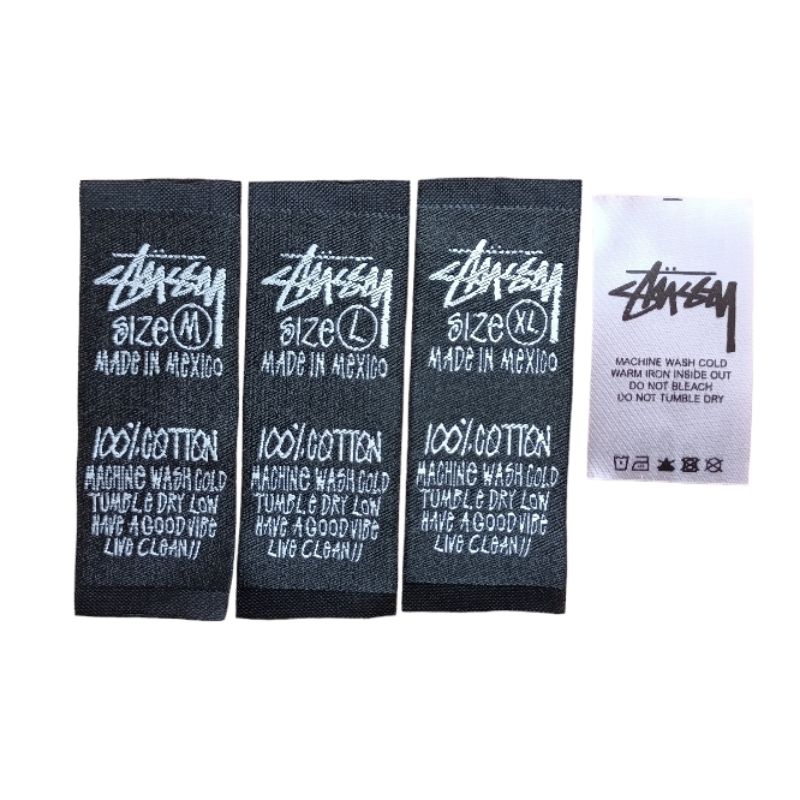 STÜSSY
SIZE M
MADE IN MEXICO
100% COTTON
MACHINE WASH COLD
TUMBLE DRY LOW
HAVE A GOOD VIBE
LIVE CLEAN//
STÜSSY
SIZE L
MADE IN MEXICO
100% COTTON
MACHINE WASH COLD
TUMBLE DRY LOW
HAVE A GOOD VIBE
LIVE CLEAN//
STÜSSY
SIZE XL
MADE IN MEXICO
100% COTTON
MACHINE WASH COLD
TUMBLE DRY LOW
HAVE A GOOD VIBE
LIVE CLEAN//
STÜSSY
MACHINE WASH COLD
WARM IRON INSIDE OUT
DO NOT BLEACH
DO NOT TUMBLE DRY